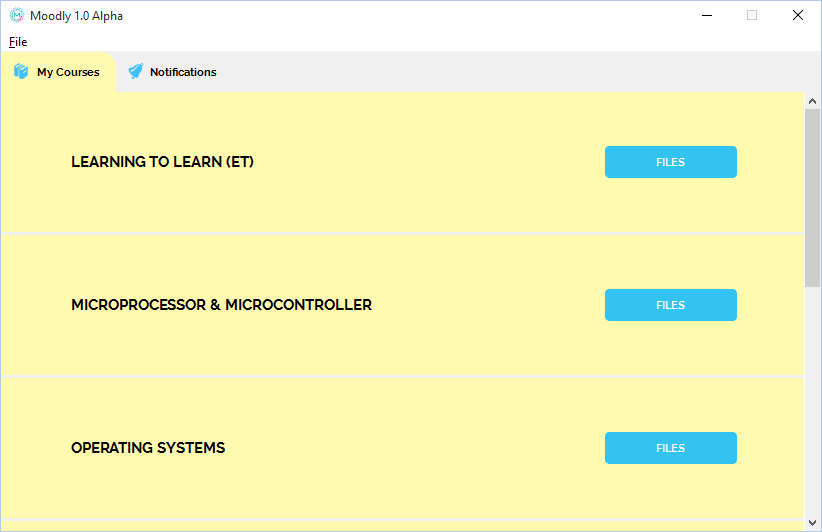 Moodly 1.0 Alpha
File
My Courses Notifications
LEARNING TO LEARN (ET) FILES
MICROPROCESSOR & MICROCONTROLLER FILES
OPERATING SYSTEMS FILES